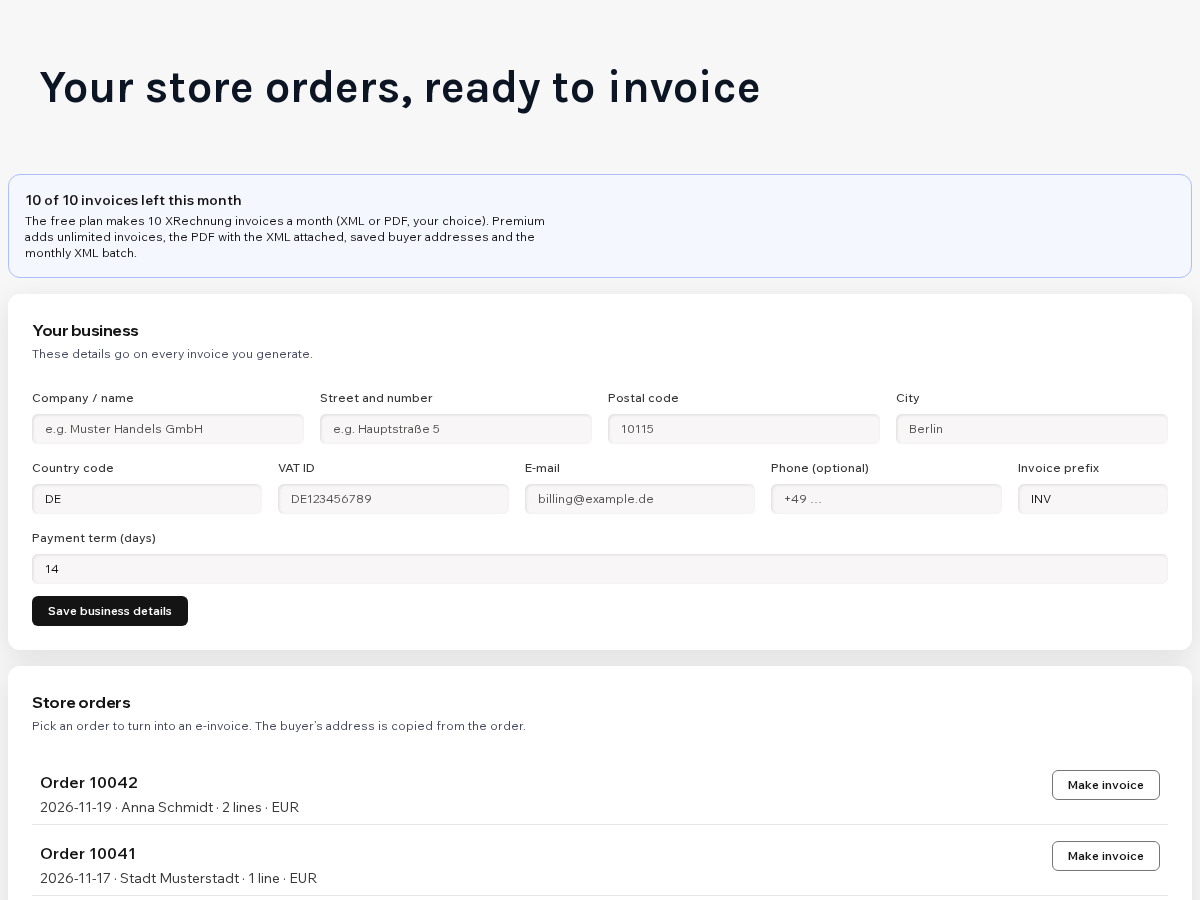 Your store orders, ready to invoice
10 of 10 invoices left this month
The free plan makes 10 XRechnung invoices a month (XML or PDF, your choice). Premium
adds unlimited invoices, the PDF with the XML attached, saved buyer addresses and the
monthly XML batch.
Your business
These details go on every invoice you generate.
Company / name
Street and number
Postal code
City
e.g. Muster Handels GmbH
e.g. Hauptstraße 5
10115
Berlin
Country code
VAT ID
E-mail
Phone (optional)
Invoice prefix
DE
DE123456789
billing@example.de
+49 ...
INV
Payment term (days)
14
Save business details
Store orders
Pick an order to turn into an e-invoice. The buyer's address is copied from the order.
Order 10042
Make invoice
2026-11-19 · Anna Schmidt · 2 lines · EUR
Order 10041
Make invoice
2026-11-17 · Stadt Musterstadt · 1 line · EUR